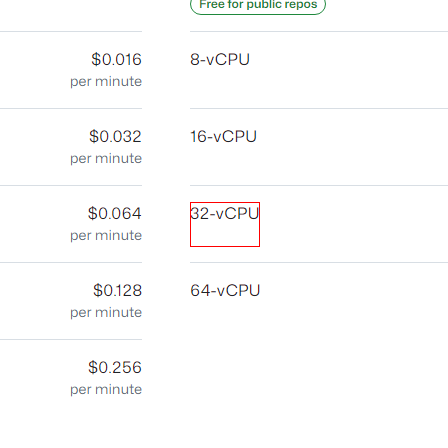 Free for public repos
$0.016
per minute
8-vCPU
$0.032
per minute
16-vCPU
$0.064
per minute
32-vCPU
$0.128
per minute
64-vCPU
$0.256
per minute